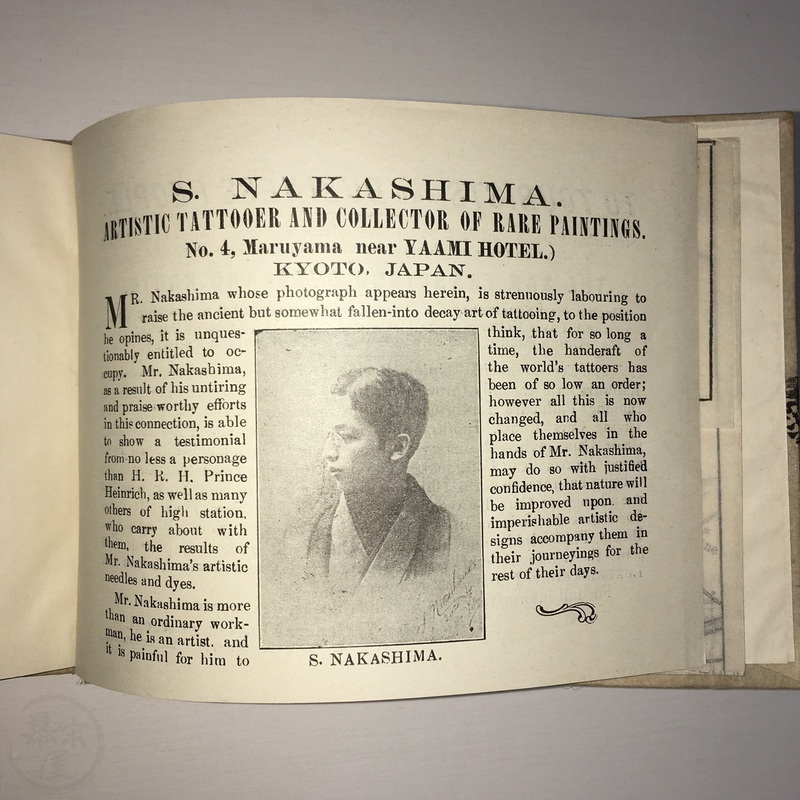 S. NAKASHIMA.
ARTISTIC TATTOOER AND COLLECTOR OF RARE PAINTINGS.
No. 4, Maruyama near YAAMI HOTEL.)
KYOTO, JAPAN.
MR. Nakashima whose photograph appears herein, is strennously labouring to
raise the ancient but somewhat fallen-into decay art of tattooing, to the position
he opines, it is unques-
tionably entitled to oc-
cupy. Mr. Nakashima,
as a result of his untiring
and praise worthy efforts
in this connection, is able
to show a testimonial
from no less a personage
than H. R. H. Prince
Heinrich, as well as many
others of high station,
who carry about with
them, the results of
Mr. Nakashima's artistic
needles and dyes.
Mr. Nakashima is more
than an ordinary work-
man, he is an artist, and
it is painful for him to
think, that for so long a
time, the handcraft of
the world's tattoers has
been of so low an order;
however all this is now
changed, and all who
place themselves in the
hands of Mr. Nakashima,
may do so with justified
confidence, that nature will
be improved upon and
imperishable artistic de-
signs accompany them in
their journeyings for the
rest of their days.
S. NAKASHIMA.